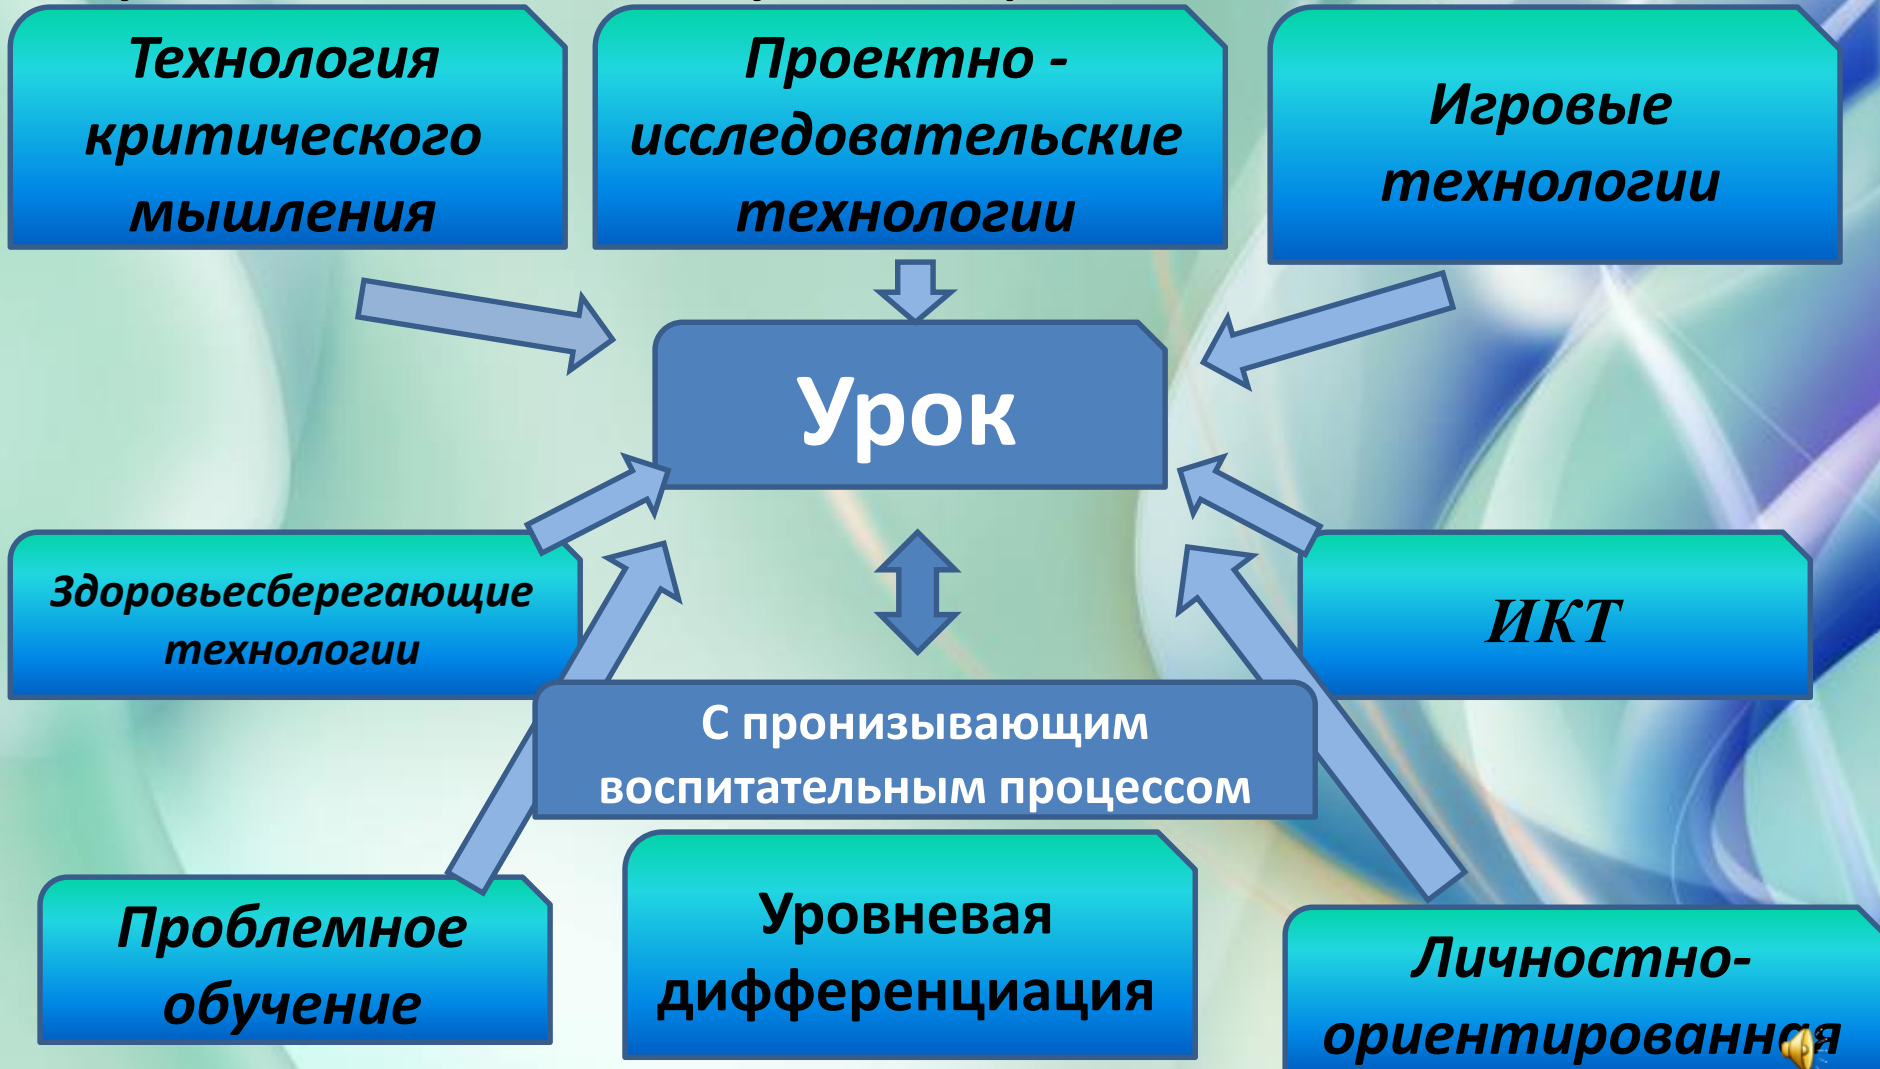 Технология
критического
мышления
Проектно -
исследовательские
технологии
Игровые
технологии
Урок
Здоровьесберегающие
технологии
ИКТ
С пронизывающим
воспитательным процессом
Проблемное
обучение
Уровневая
дифференциация
Личностно-
ориентированная